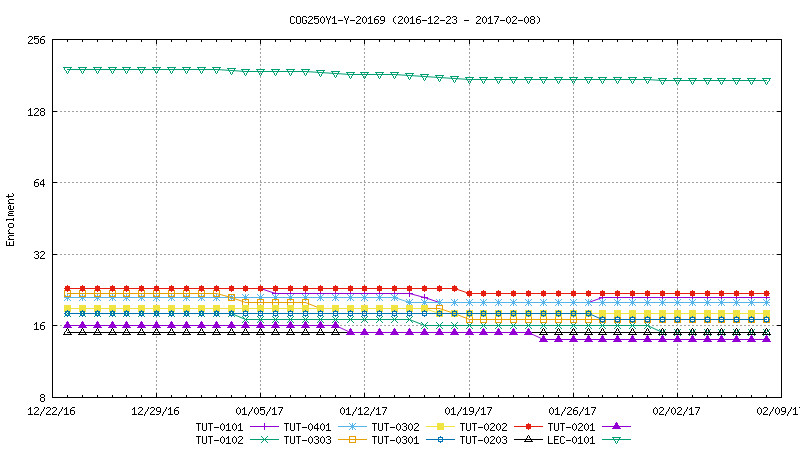 COG250Y1-Y-20169 (2016-12-23 - 2017-02-08)
256
128
64
32
16
8
Enrolment
12/22/16 12/29/16 01/05/17 01/12/17 01/19/17 01/26/17 02/02/17 02/09/1
TUT-0101 TUT-0401 TUT-0302 TUT-0202 TUT-0201
TUT-0102 TUT-0303 TUT-0301 TUT-0203 LEC-0101